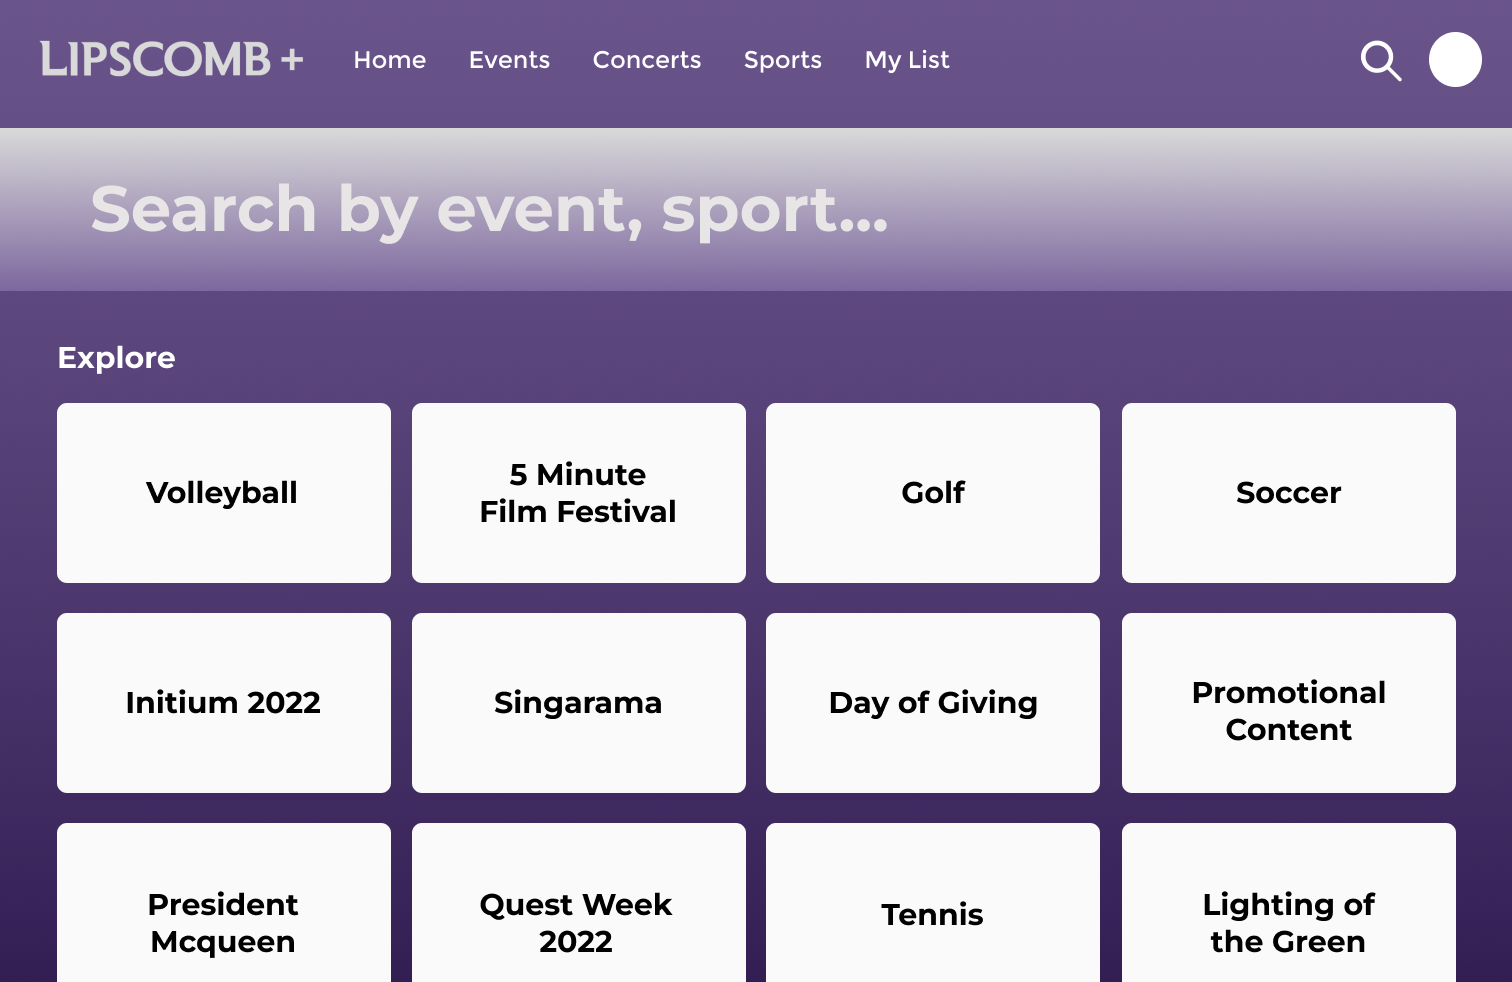 LIPSCOMB +
Home
Events
Concerts
Sports
My List
Search by event, sport...
Explore
Volleyball
5 Minute
Film Festival
Golf
Soccer
Initium 2022
Singarama
Day of Giving
Promotional
Content
President
Mcqueen
Quest Week
2022
Tennis
Lighting of
the Green